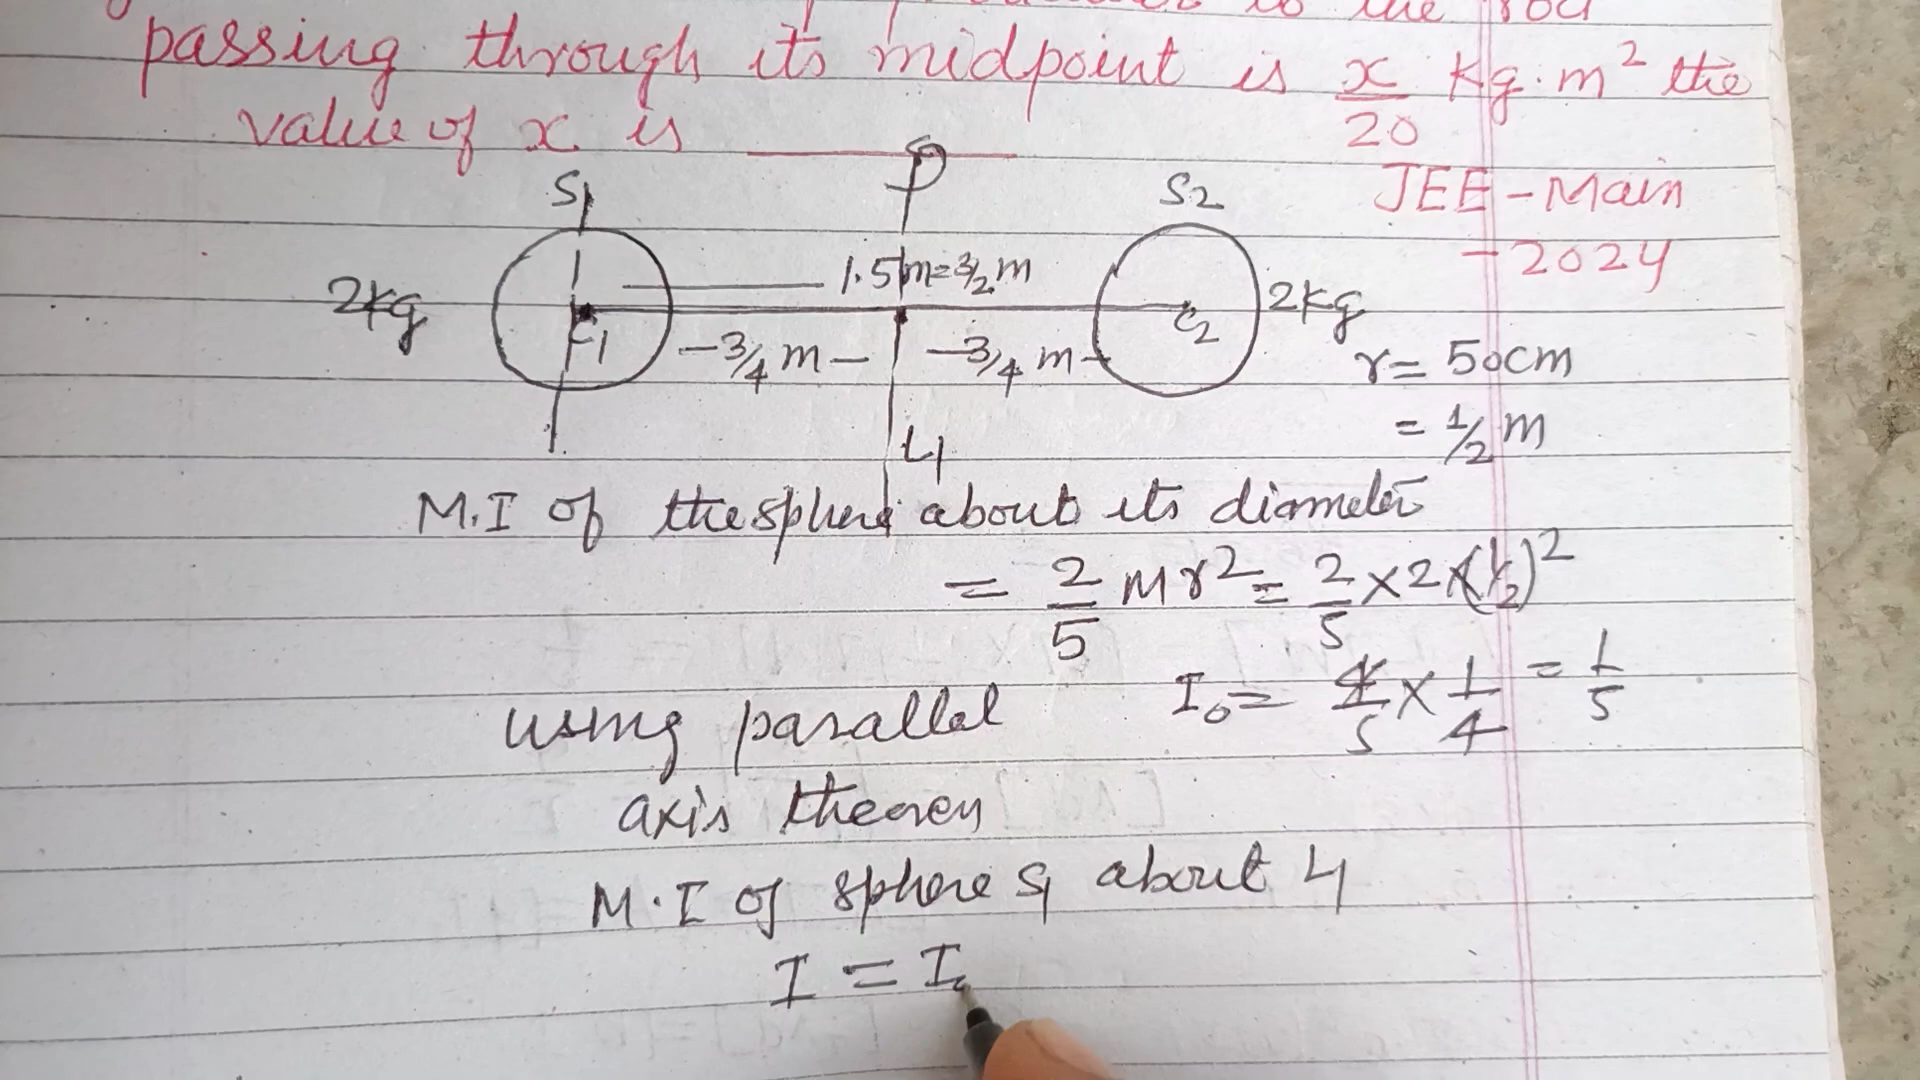 to the rod
passing through its midpoint is x/20 Kg.m² the
value of x is ______
JEE - Main
- 2024
S1
P
S2
2kg
1.5m=3/2 m
2kg
C1
C2
-3/4 m-
-3/4 m-
r= 50cm
= 1/2 m
L1
M.I of the sphere about its diameter
= 2/5 Mr² = 2/5 × 2 × (1/2)²
I₀ = 4/5 × 1/4 = 1/5
using parallel
axis theorem
M.I of sphere S1 about L1
I = I₀